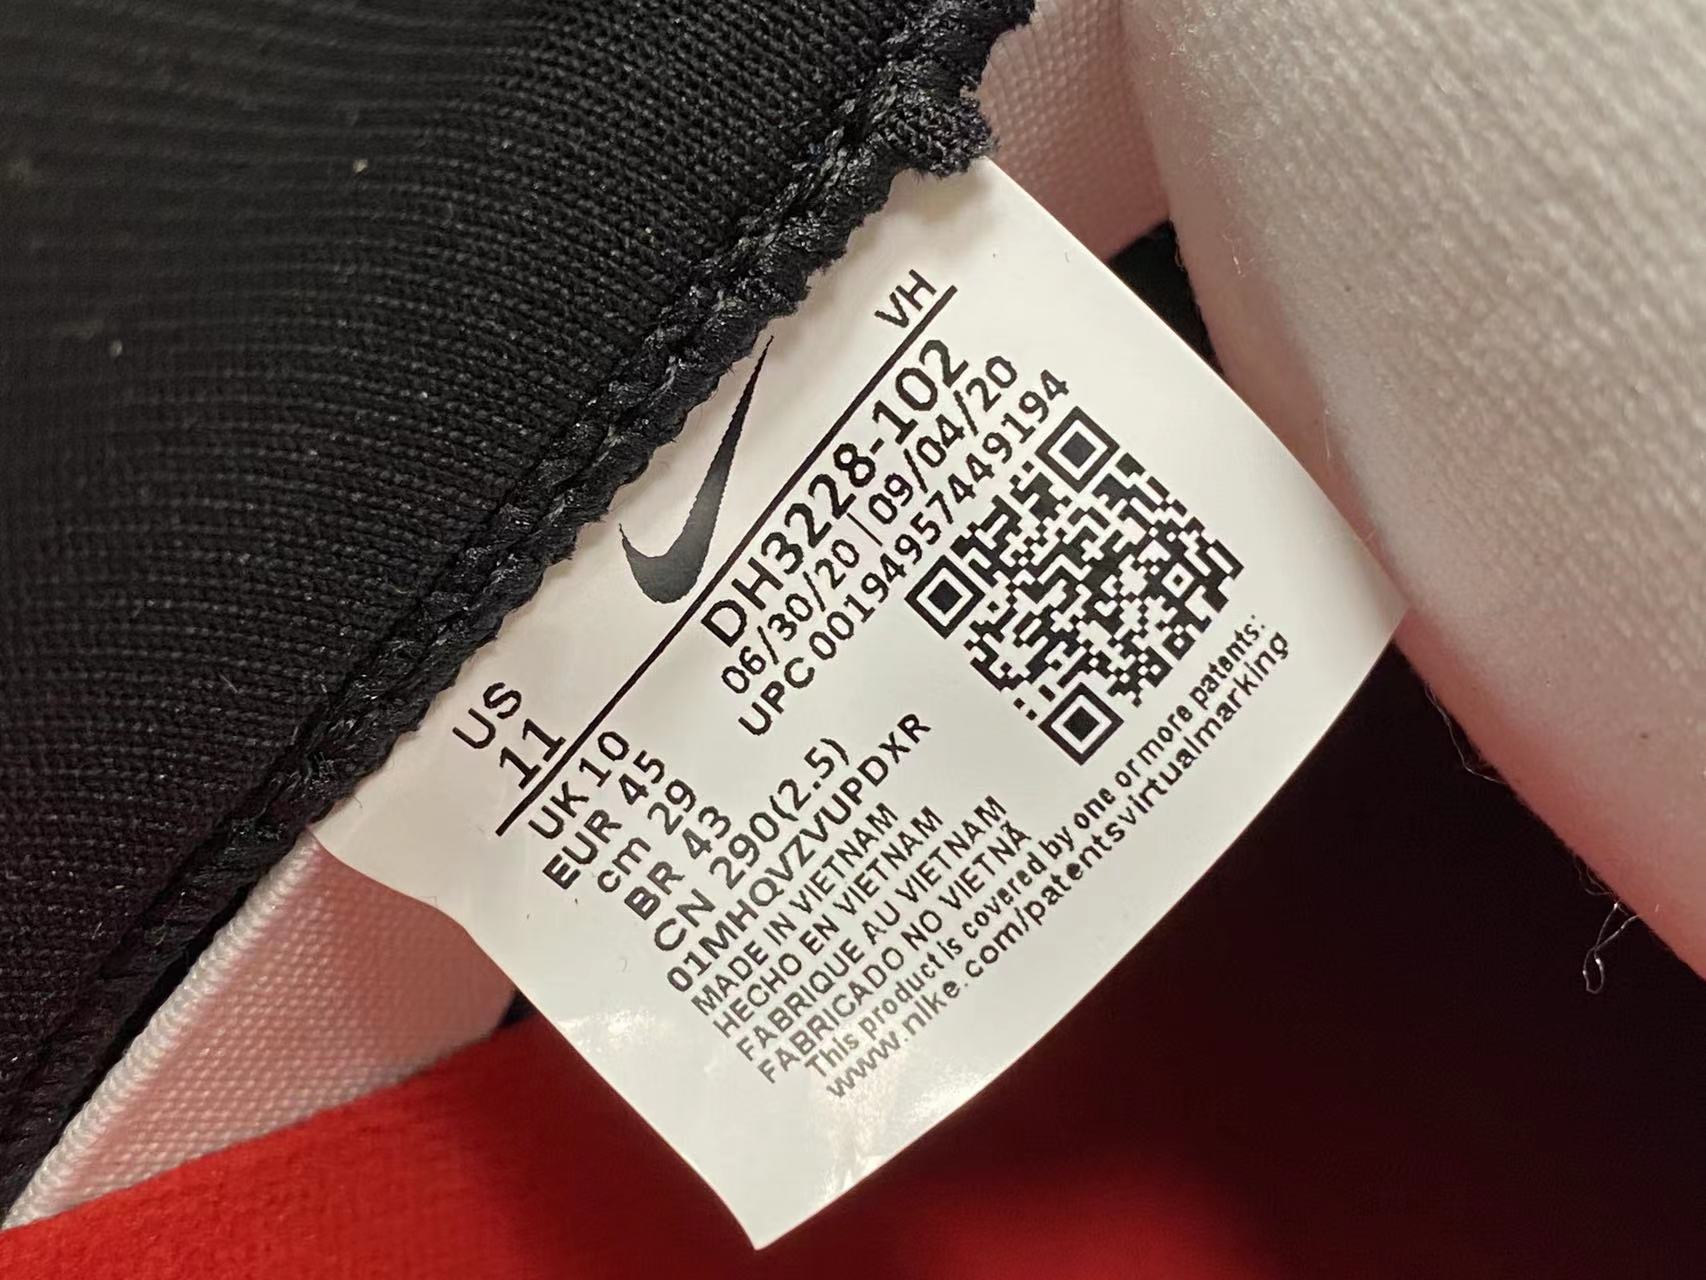 US
11
VH
DH3228-102
06/30/20 | 09/04/20
UPC 00194957449194
UK 10
EUR 45
cm 29
BR 43
CN 290(2.5)
01MHQVZVUPDXR
MADE IN VIETNAM
HECHO EN VIETNAM
FABRIQUE AU VIETNAM
FABRICADO NO VIETNÃ
This product is covered by one or more patents:
www.nike.com/patentsvirtualmarking